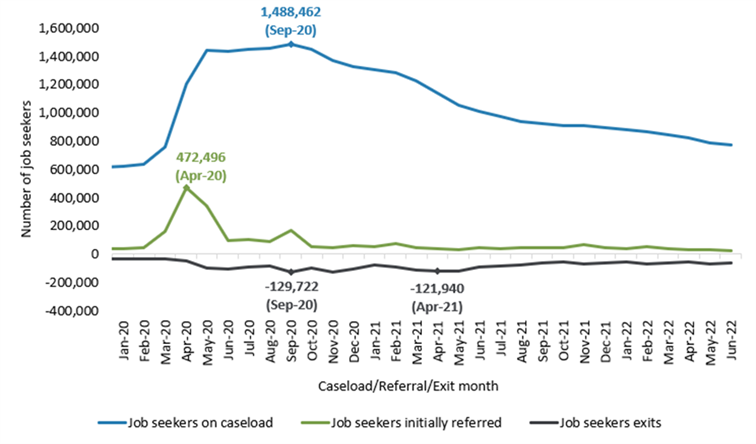 1,488,462
(Sep-20)
1,600,000
1,400,000
1,200,000
1,000,000
800,000
600,000
400,000
200,000
0
-200,000
-400,000
Number of job seekers
472,496
(Apr-20)
-129,722
(Sep-20)
-121,940
(Apr-21)
Jan-20
Feb-20
Mar-20
Apr-20
May-20
Jun-20
Jul-20
Aug-20
Sep-20
Oct-20
Nov-20
Dec-20
Jan-21
Feb-21
Mar-21
Apr-21
May-21
Jun-21
Jul-21
Aug-21
Sep-21
Oct-21
Nov-21
Dec-21
Jan-22
Feb-22
Mar-22
Apr-22
May-22
Jun-22
Caseload/Referral/Exit month
Job seekers on caseload
Job seekers initially referred
Job seekers exits